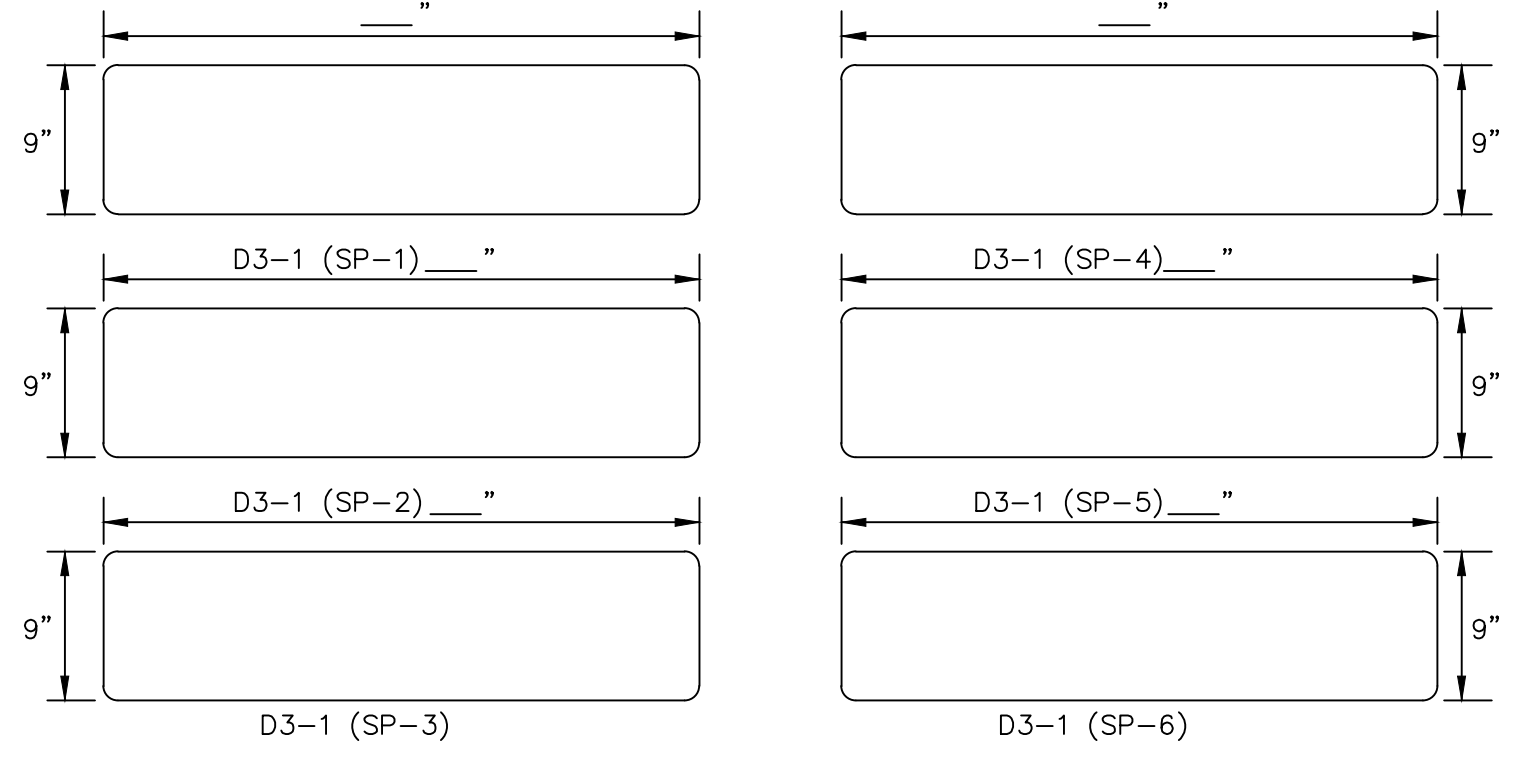 ___” ___”
9” 9”
D3-1 (SP-1)___” D3-1 (SP-4)___”
9” 9”
D3-1 (SP-2)___” D3-1 (SP-5)___”
9” 9”
D3-1 (SP-3) D3-1 (SP-6)